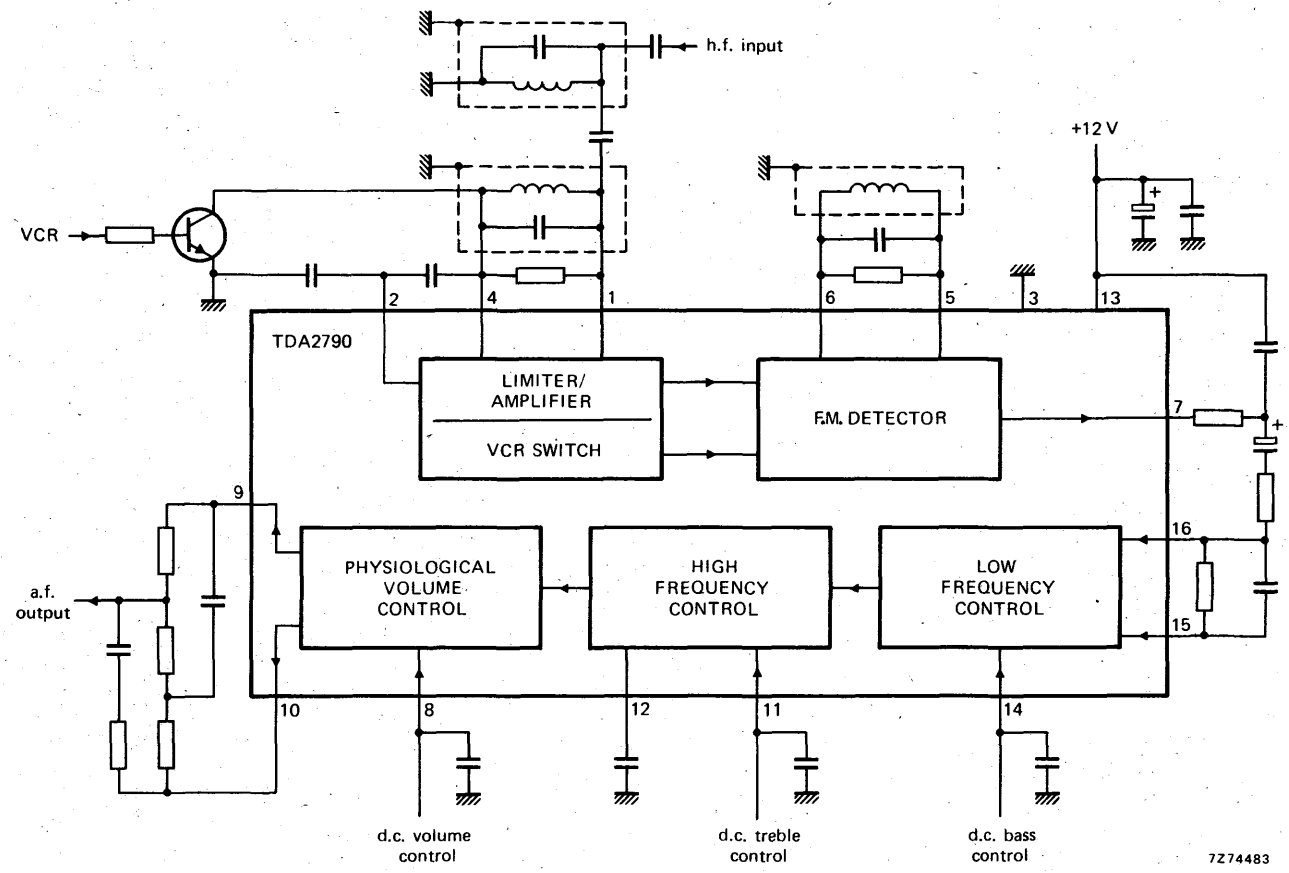 h.f. input
+12 V
+
VCR
2
4
1
6
5
3
13
TDA2790
LIMITER/
AMPLIFIER
VCR SWITCH
F.M. DETECTOR
7
+
9
16
PHYSIOLOGICAL
VOLUME
CONTROL
HIGH
FREQUENCY
CONTROL
LOW
FREQUENCY
CONTROL
a.f.
output
15
10
8
12
11
14
d.c. volume
control
d.c. treble
control
d.c. bass
control
7Z74483